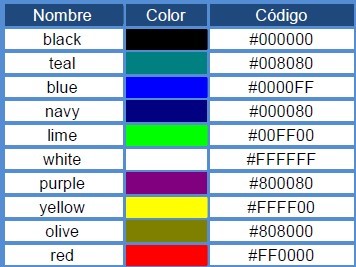 Nombre Color Código
black #000000
teal #008080
blue #0000FF
navy #000080
lime #00FF00
white #FFFFFF
purple #800080
yellow #FFFF00
olive #808000
red #FF0000